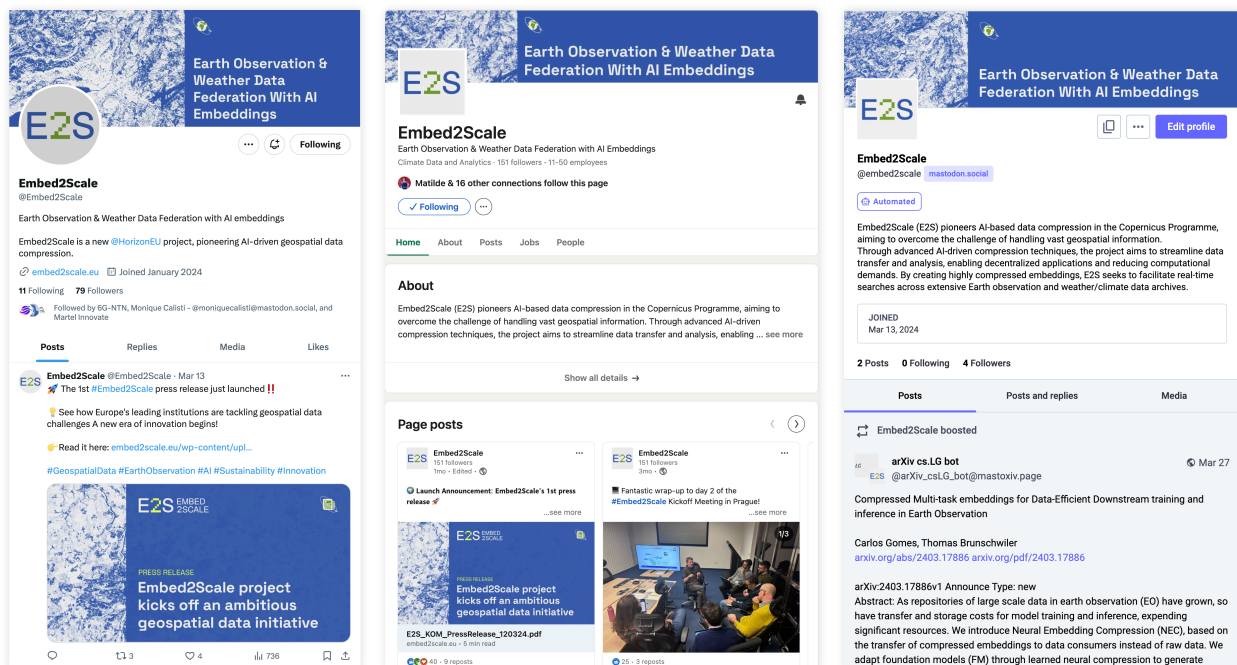 Earth Observation &
Weather Data
Federation With AI
Embeddings
E2S
Following
Embed2Scale
@Embed2Scale
Earth Observation & Weather Data Federation with AI embeddings
Embed2Scale is a new @HorizonEU project, pioneering AI-driven geospatial data
compression.
embed2scale.eu Joined January 2024
11 Following 79 Followers
Followed by 6G-NTN, Monique Calisti - @moniquecalisti@mastodon.social, and
Martel Innovate
Posts Replies Media Likes
E2S
Embed2Scale @Embed2Scale · Mar 13
🚀 The 1st #Embed2Scale press release just launched ‼️
💡 See how Europe's leading institutions are tackling geospatial data
challenges A new era of innovation begins!
👉 Read it here: embed2scale.eu/wp-content/upl...
#GeospatialData #EarthObservation #AI #Sustainability #Innovation
E2S EMBED
2SCALE
PRESS RELEASE
Embed2Scale project
kicks off an ambitious
geospatial data initiative
3 4 736
Earth Observation & Weather Data
Federation With AI Embeddings
E2S
Embed2Scale
Earth Observation & Weather Data Federation with AI Embeddings
Climate Data and Analytics · 151 followers · 11-50 employees
Matilde & 16 other connections follow this page
✓ Following
Home About Posts Jobs People
About
Embed2Scale (E2S) pioneers AI-based data compression in the Copernicus Programme, aiming to
overcome the challenge of handling vast geospatial information. Through advanced AI-driven
compression techniques, the project aims to streamline data transfer and analysis, enabling ... see more
Show all details →
Page posts
E2S
Embed2Scale
151 followers
1mo · Edited ·
Launch Announcement: Embed2Scale's 1st press
release 🚀
...see more
E2S EMBED
2SCALE
PRESS RELEASE
Embed2Scale project
kicks off an ambitious
geospatial data initiative
E2S_KOM_PressRelease_120324.pdf
embed2scale.eu · 5 min read
40 · 9 reposts
E2S
Embed2Scale
151 followers
3mo ·
Fantastic wrap-up to day 2 of the
#Embed2Scale Kickoff Meeting in Prague!
...see more
1/3
25 · 3 reposts
Earth Observation & Weather Data
Federation With AI Embeddings
E2S
Edit profile
Embed2Scale
@embed2scale mastodon.social
Automated
Embed2Scale (E2S) pioneers AI-based data compression in the Copernicus Programme,
aiming to overcome the challenge of handling vast geospatial information.
Through advanced AI-driven compression techniques, the project aims to streamline data
transfer and analysis, enabling decentralized applications and reducing computational
demands. By creating highly compressed embeddings, E2S seeks to facilitate real-time
searches across extensive Earth observation and weather/climate data archives.
JOINED
Mar 13, 2024
2 Posts 0 Following 4 Followers
Posts Posts and replies Media
Embed2Scale boosted
LG
E2S
arXiv cs.LG bot Mar 27
@arXiv_csLG_bot@mastoxiv.page
Compressed Multi-task embeddings for Data-Efficient Downstream training and
inference in Earth Observation
Carlos Gomes, Thomas Brunschwiler
arxiv.org/abs/2403.17886 arxiv.org/pdf/2403.17886
arXiv:2403.17886v1 Announce Type: new
Abstract: As repositories of large scale data in earth observation (EO) have grown, so
have transfer and storage costs for model training and inference, expending
significant resources. We introduce Neural Embedding Compression (NEC), based on
the transfer of compressed embeddings to data consumers instead of raw data. We
adapt foundation models (FM) through learned neural compression to generate